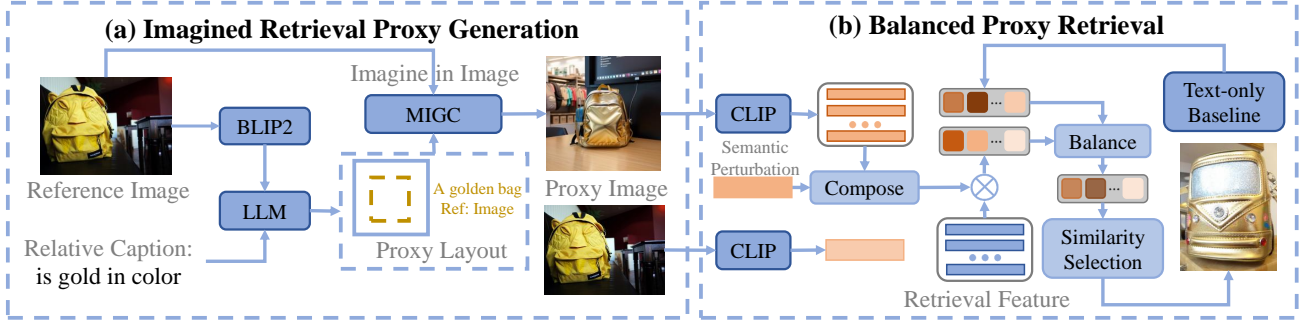 (a) Imagined Retrieval Proxy Generation
Imagine in Image
MIGC
BLIP2
Reference Image
LLM
A golden bag
Ref: Image
Proxy Layout
Relative Caption:
is gold in color
Proxy Image
(b) Balanced Proxy Retrieval
CLIP
Semantic
Perturbation
Compose
CLIP
...
...
Balance
Text-only
Baseline
...
Similarity
Selection
Retrieval Feature